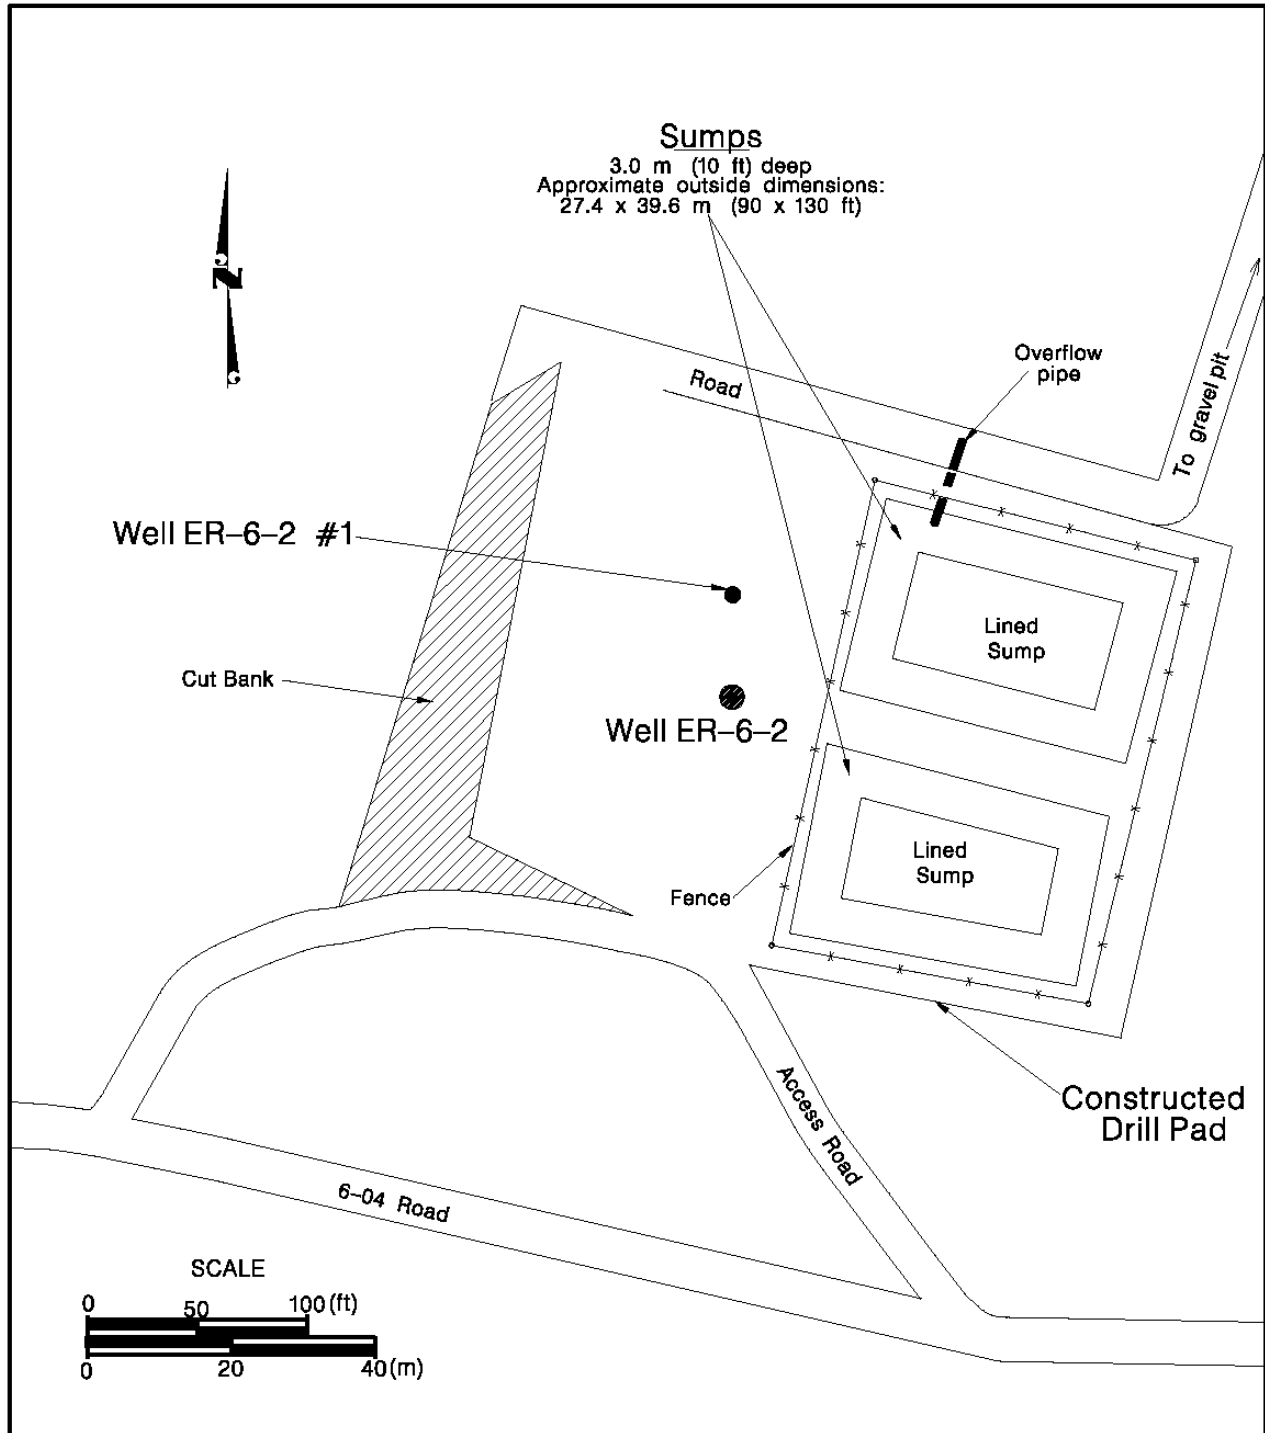 Sumps
3.0 m (10 ft) deep
Approximate outside dimensions:
27.4 x 39.6 m (90 x 130 ft)
N
Overflow
pipe
Road
To gravel pit
Well ER–6–2 #1
Lined
Sump
Cut Bank
Well ER–6–2
Lined
Sump
Fence
Constructed
Drill Pad
Access Road
6–04 Road
SCALE
0 50 100 (ft)
0 20 40 (m)